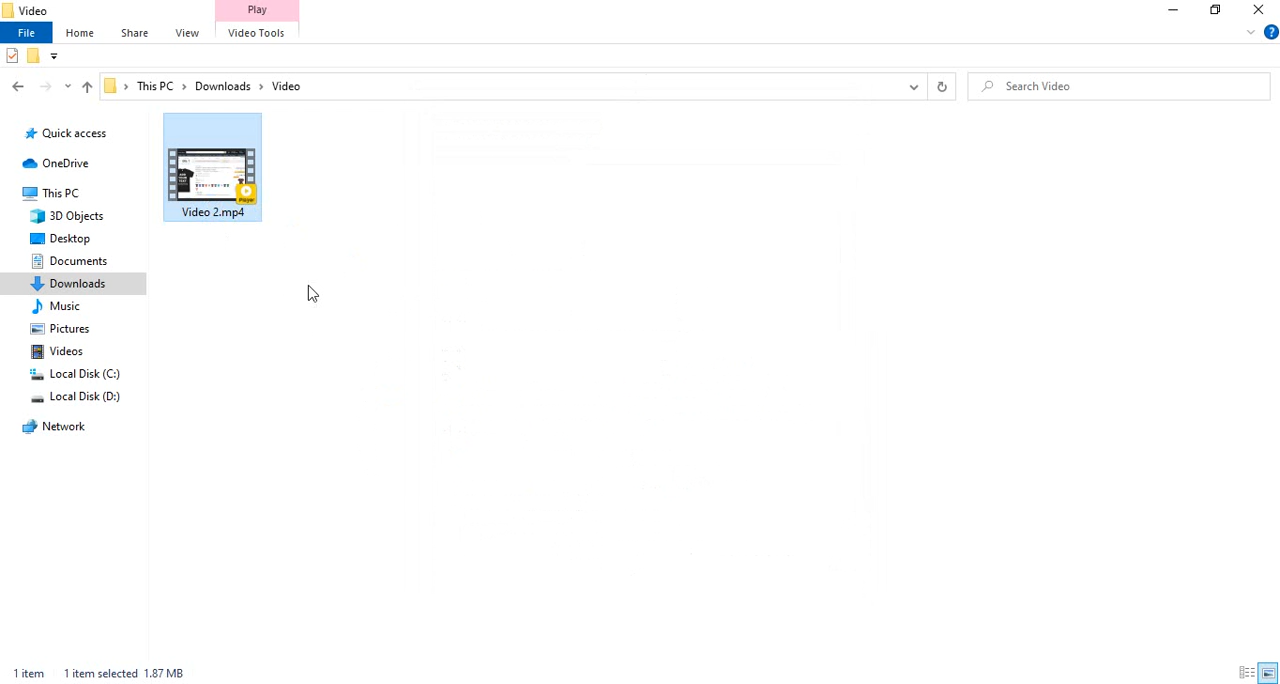 Video
Play
File
Home
Share
View
Video Tools
This PC
Downloads
Video
Search Video
Quick access
OneDrive
This PC
3D Objects
Desktop
Documents
Downloads
Music
Pictures
Videos
Local Disk (C:)
Local Disk (D:)
Network
Player
Video 2.mp4
1 item
1 item selected 1.87 MB